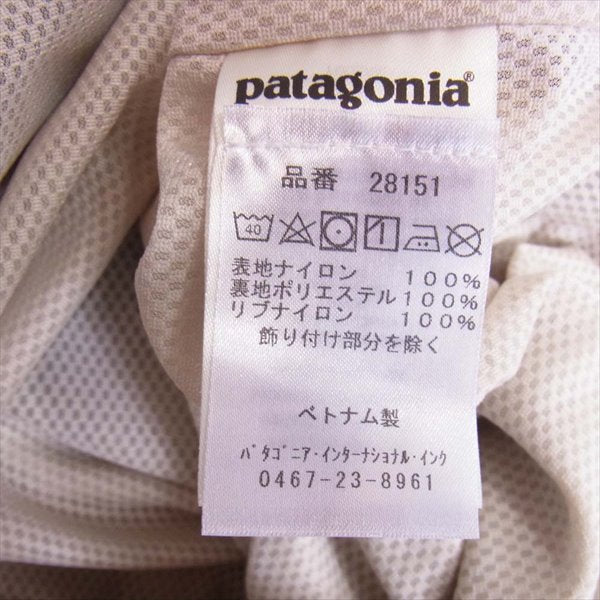 patagonia®
品番 28151
40
表地ナイロン 100%
裏地ポリエステル 100%
リブナイロン 100%
飾り付け部分を除く
ベトナム製
ﾊﾟﾀｺﾞﾆｱ･ｲﾝﾀｰﾅｼｮﾅﾙ･ｲﾝｸ
0467-23-8961